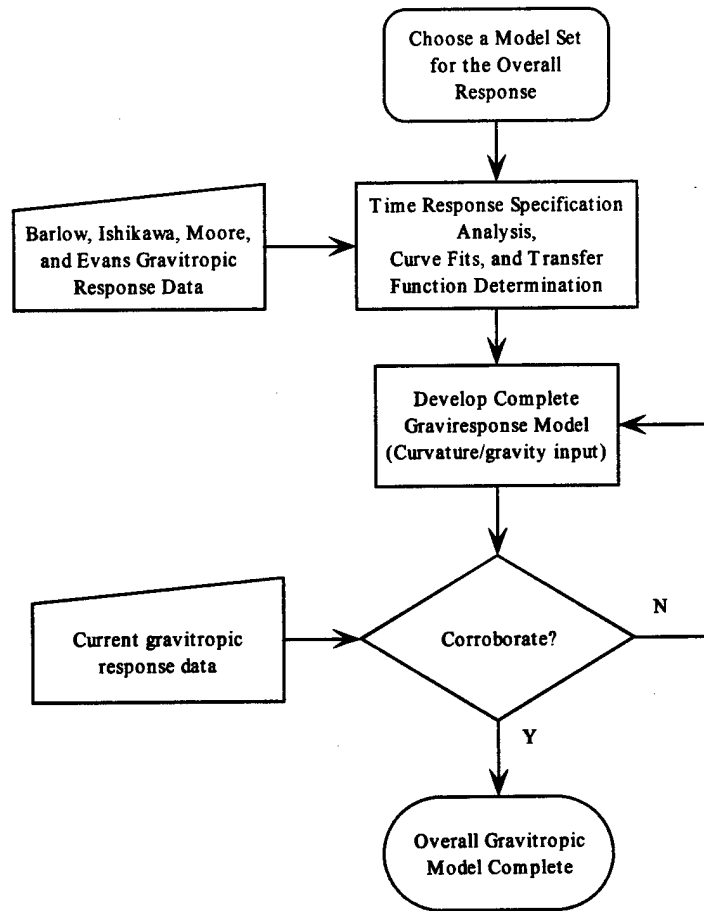 Choose a Model Set
for the Overall
Response
Time Response Specification
Analysis,
Curve Fits, and Transfer
Function Determination
Barlow, Ishikawa, Moore,
and Evans Gravitropic
Response Data
Develop Complete
Graviresponse Model
(Curvature/gravity input)
N
Corroborate?
Current gravitropic
response data
Y
Overall Gravitropic
Model Complete